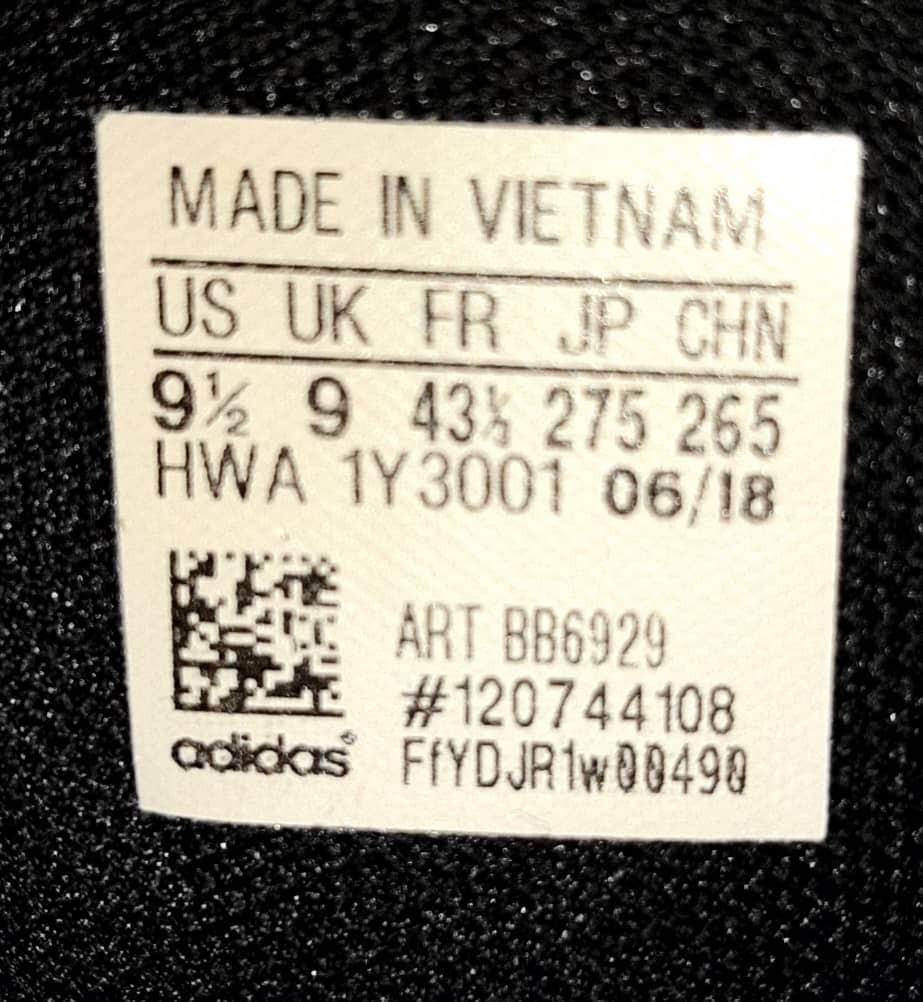 MADE IN VIETNAM
US UK FR JP CHN
9½ 9 43⅓ 275 265
HWA 1Y3001 06/18
ART BB6929
#120744108
adidas®
FfYDJR1w00490